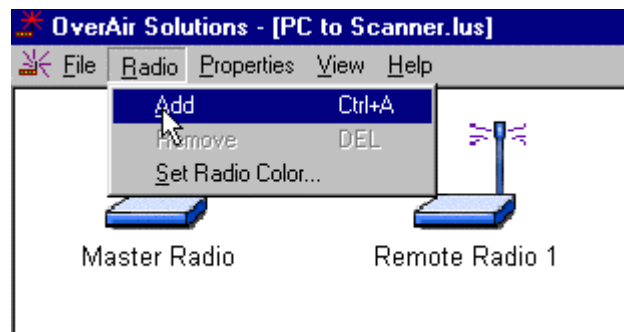 OverAir Solutions - [PC to Scanner.lus]
File Radio Properties View Help
Add Ctrl+A
Remove DEL
Set Radio Color...
Master Radio Remote Radio 1